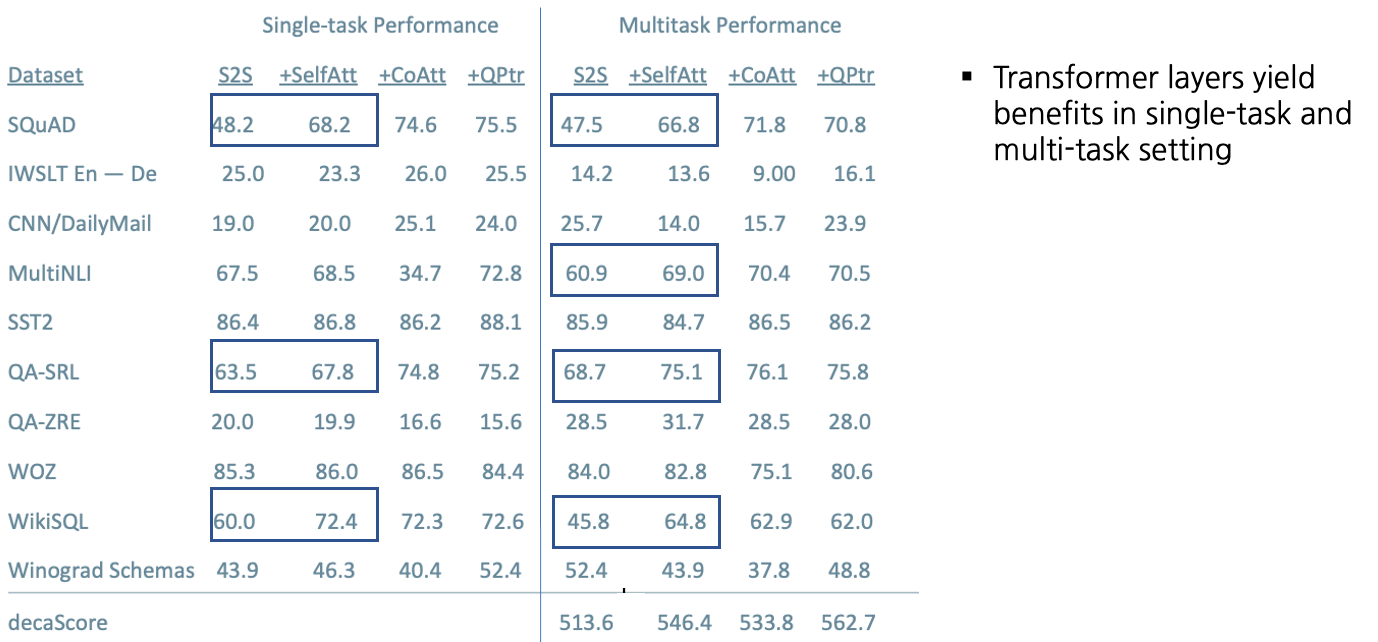 Single-task Performance Multitask Performance
Dataset S2S +SelfAtt +CoAtt +QPtr S2S +SelfAtt +CoAtt +QPtr
SQuAD 48.2 68.2 74.6 75.5 47.5 66.8 71.8 70.8
IWSLT En — De 25.0 23.3 26.0 25.5 14.2 13.6 9.00 16.1
CNN/DailyMail 19.0 20.0 25.1 24.0 25.7 14.0 15.7 23.9
MultiNLI 67.5 68.5 34.7 72.8 60.9 69.0 70.4 70.5
SST2 86.4 86.8 86.2 88.1 85.9 84.7 86.5 86.2
QA-SRL 63.5 67.8 74.8 75.2 68.7 75.1 76.1 75.8
QA-ZRE 20.0 19.9 16.6 15.6 28.5 31.7 28.5 28.0
WOZ 85.3 86.0 86.5 84.4 84.0 82.8 75.1 80.6
WikiSQL 60.0 72.4 72.3 72.6 45.8 64.8 62.9 62.0
Winograd Schemas 43.9 46.3 40.4 52.4 52.4 43.9 37.8 48.8
decaScore 513.6 546.4 533.8 562.7
▪ Transformer layers yield
benefits in single-task and
multi-task setting